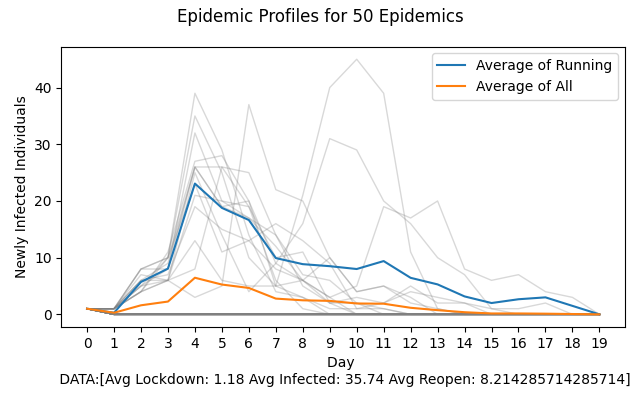 Epidemic Profiles for 50 Epidemics
Average of Running
Average of All
Newly Infected Individuals
40
30
20
10
0
0 1 2 3 4 5 6 7 8 9 10 11 12 13 14 15 16 17 18 19
Day
DATA:[Avg Lockdown: 1.18 Avg Infected: 35.74 Avg Reopen: 8.214285714285714]